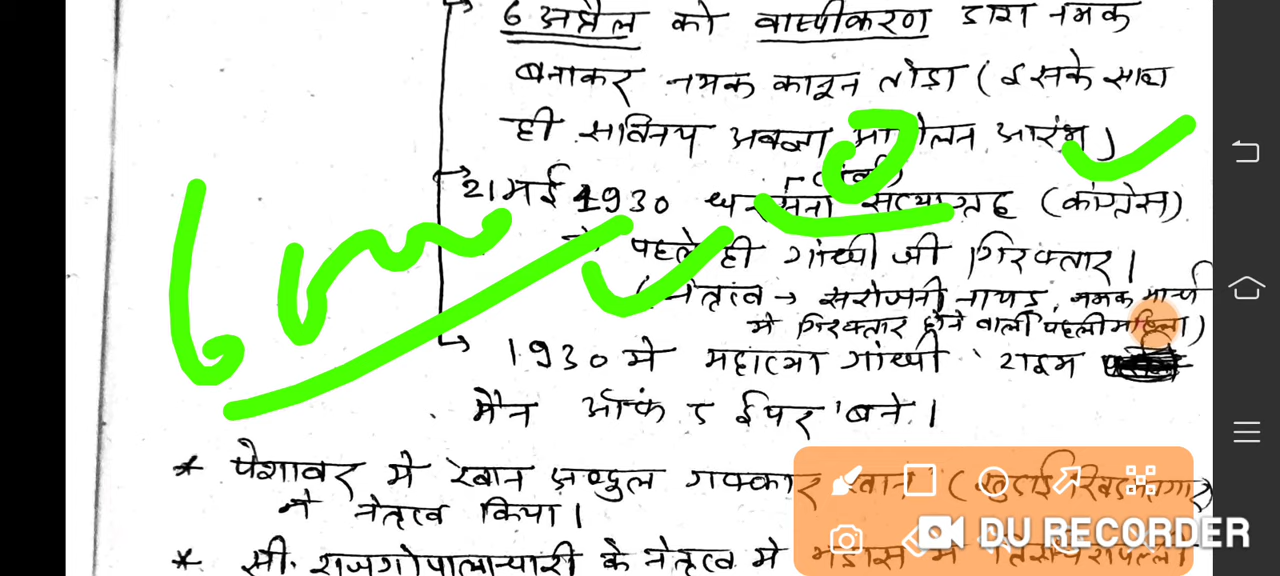 6 अप्रैल को वाष्पीकरण द्वारा नमक
बनाकर नमक कानून तोड़ा (इसके साथ
ही सविनय अवज्ञा आरंभ)
21 मई 1930 सत्याग्रह (कांग्रेस)
पहले ही गांधी जी गिरफ्तार।
(नेतृत्व → सरोजनी नायडू, नमक मार्च
मे गिरफ्तार होने वाली पहली महिला)
1930 मे महात्मा गांधी 'टाइम
मैन ऑफ द ईयर' बने।
* पेशावर मे खान अब्दुल गफ्फार खान (
ने नेतृत्व किया।
* सी. राजगोपालाचारी के नेतृत्व मे मद्रास मे
DU RECORDER